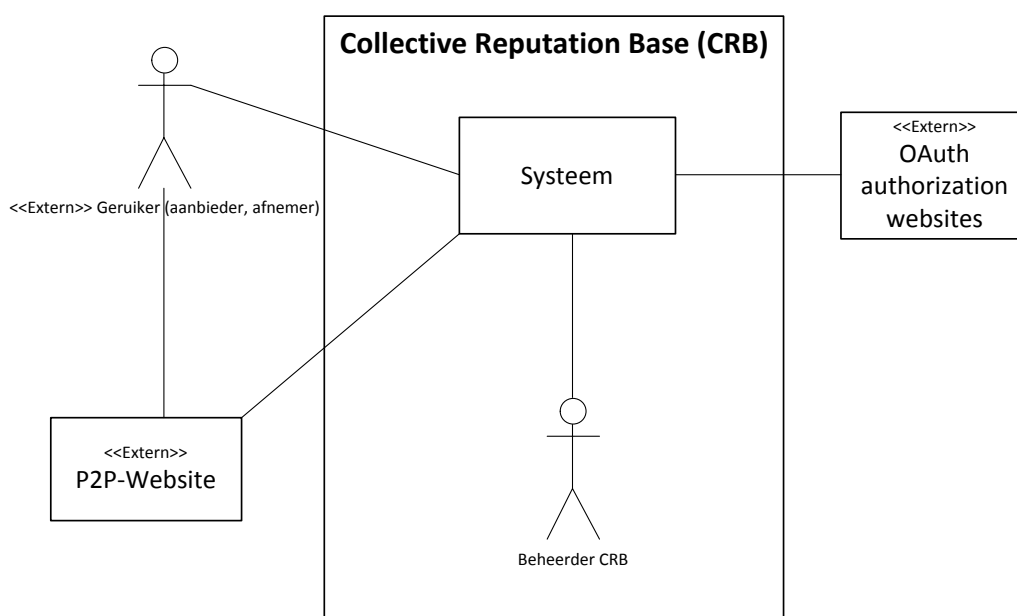 Collective Reputation Base (CRB)
<<Extern>>
OAuth
authorization
websites
Systeem
<<Extern>> Geruiker (aanbieder, afnemer)
<<Extern>>
P2P-Website
Beheerder CRB